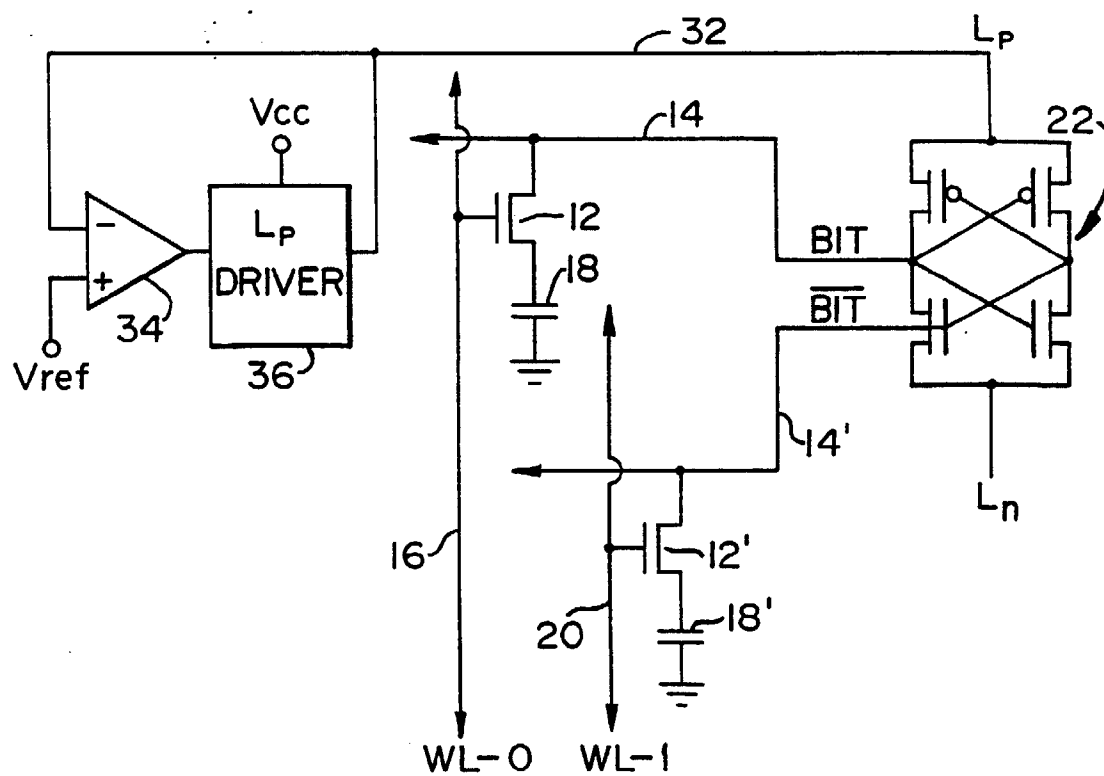 32
Lp
Vcc
14
22
Lp
DRIVER
−
+
12
BIT
18
BIT
34
36
Vref
14'
Ln
16
12'
20
18'
WL-0
WL-1